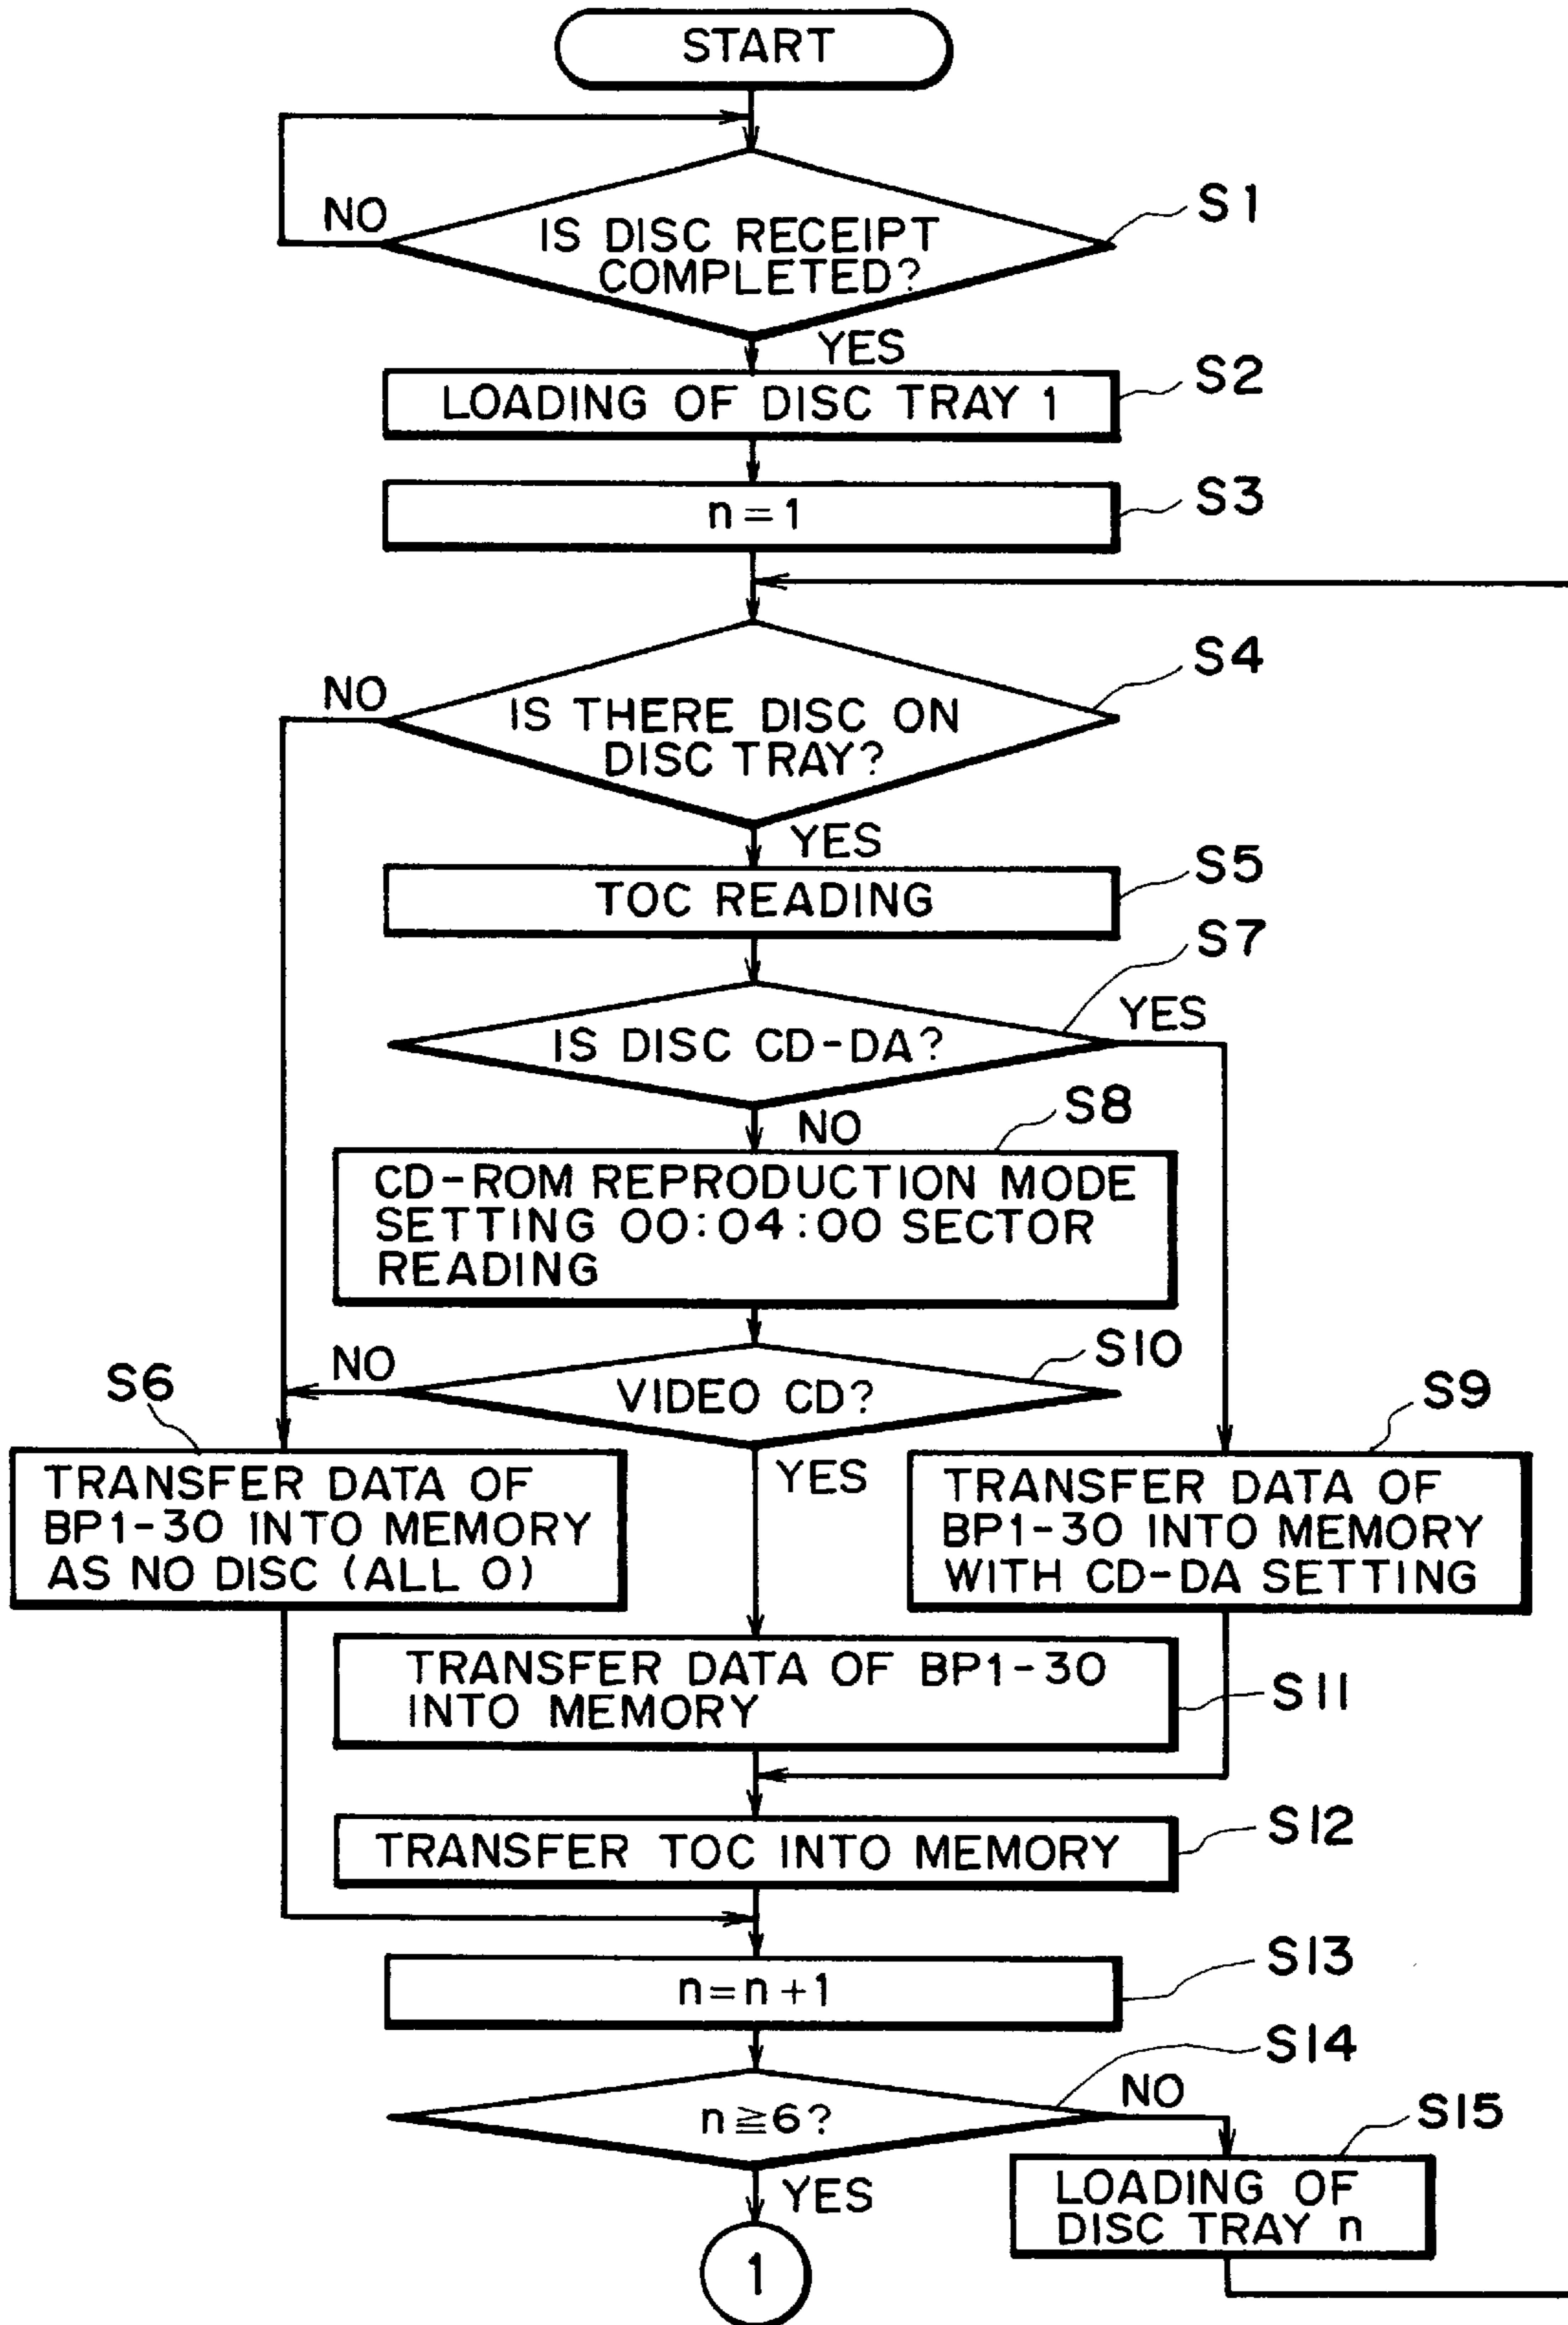 START
NO
IS DISC RECEIPT
COMPLETED?
S1
YES
LOADING OF DISC TRAY 1
S2
n=1
S3
NO
IS THERE DISC ON
DISC TRAY?
S4
YES
TOC READING
S5
S7
IS DISC CD-DA?
YES
NO
S8
CD-ROM REPRODUCTION MODE
SETTING 00:04:00 SECTOR
READING
NO
VIDEO CD?
S10
S6
S9
YES
TRANSFER DATA OF
BP1-30 INTO MEMORY
AS NO DISC (ALL 0)
TRANSFER DATA OF
BP1-30 INTO MEMORY
WITH CD-DA SETTING
TRANSFER DATA OF BP1-30
INTO MEMORY
S11
TRANSFER TOC INTO MEMORY
S12
n=n+1
S13
S14
n≧6?
NO
S15
YES
LOADING OF
DISC TRAY n
1